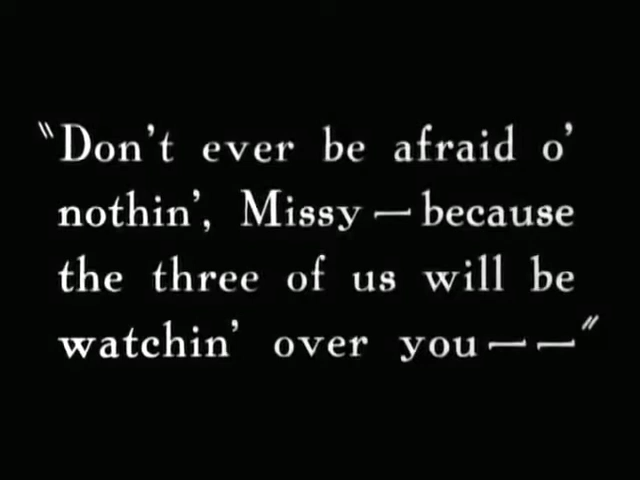 "Don't ever be afraid o'
nothin', Missy — because
the three of us will be
watchin' over you — —"